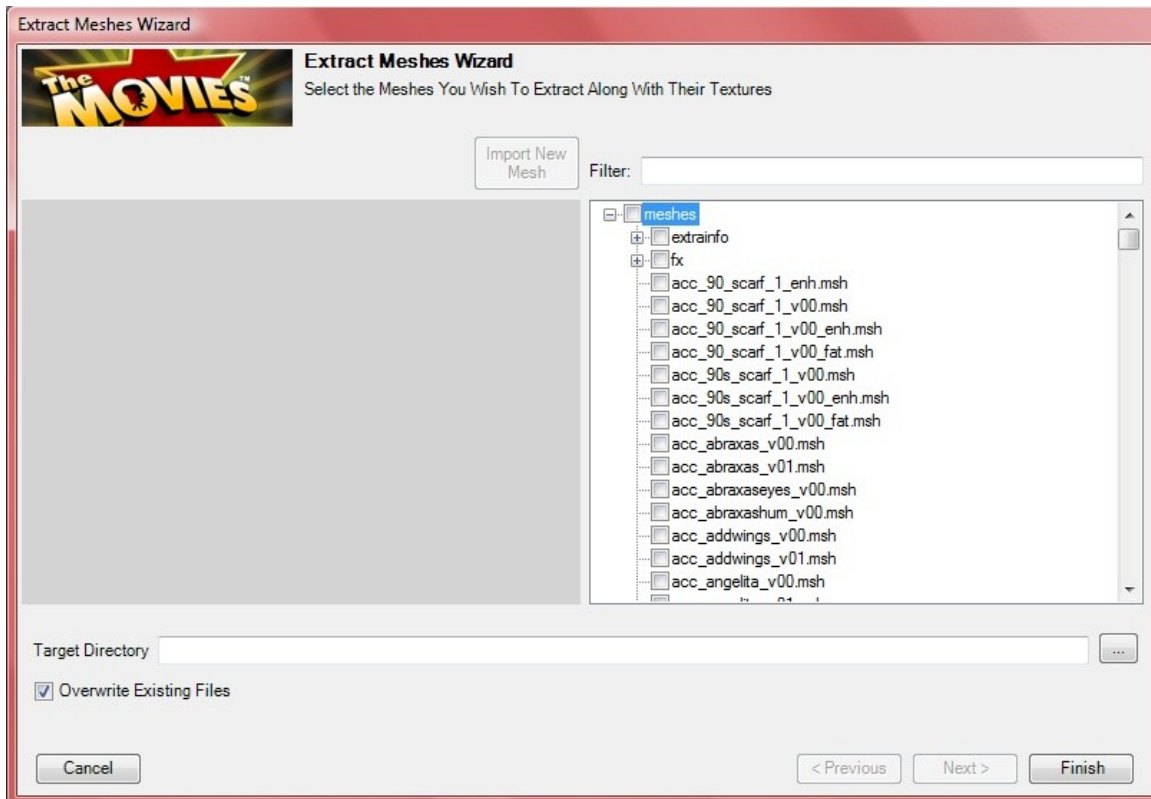 Extract Meshes Wizard
The
MOVIES™
Extract Meshes Wizard
Select the Meshes You Wish To Extract Along With Their Textures
Import New
Mesh
Filter:
meshes
extrainfo
fx
acc_90_scarf_1_enh.msh
acc_90_scarf_1_v00.msh
acc_90_scarf_1_v00_enh.msh
acc_90_scarf_1_v00_fat.msh
acc_90s_scarf_1_v00.msh
acc_90s_scarf_1_v00_enh.msh
acc_90s_scarf_1_v00_fat.msh
acc_abraxas_v00.msh
acc_abraxas_v01.msh
acc_abraxaseyes_v00.msh
acc_abraxashum_v00.msh
acc_addwings_v00.msh
acc_addwings_v01.msh
acc_angelita_v00.msh
Target Directory
...
Overwrite Existing Files
Cancel
< Previous
Next >
Finish